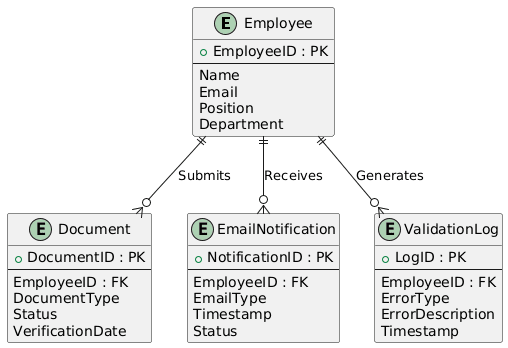 E Employee
EmployeeID : PK
Name
Email
Position
Department
Submits
Receives
Generates
E Document
DocumentID : PK
EmployeeID : FK
DocumentType
Status
VerificationDate
E EmailNotification
NotificationID : PK
EmployeeID : FK
EmailType
Timestamp
Status
E ValidationLog
LogID : PK
EmployeeID : FK
ErrorType
ErrorDescription
Timestamp